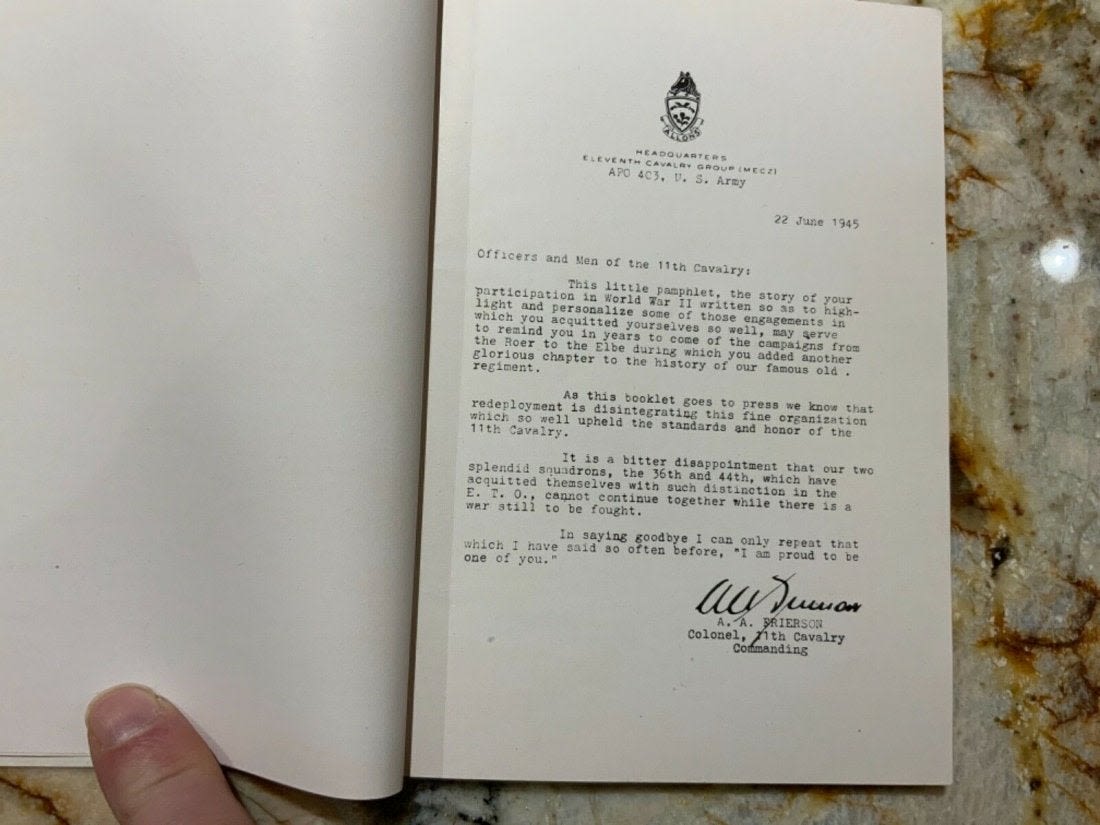 ALLONS
HEADQUARTERS
ELEVENTH CAVALRY GROUP (MECZ)
APO 403, U. S. Army
22 June 1945
Officers and Men of the 11th Cavalry:
This little pamphlet, the story of your
participation in World War II written so as to high-
light and personalize some of those engagements in
which you acquitted yourselves so well, may serve
to remind you in years to come of the campaigns from
the Roer to the Elbe during which you added another
glorious chapter to the history of our famous old .
regiment.
As this booklet goes to press we know that
redeployment is disintegrating this fine organization
which so well upheld the standards and honor of the
11th Cavalry.
It is a bitter disappointment that our two
splendid squadrons, the 36th and 44th, which have
acquitted themselves with such distinction in the
E. T. O., cannot continue together while there is a
war still to be fought.
In saying goodbye I can only repeat that
which I have said so often before, "I am proud to be
one of you."
A. A. FRIERSON
Colonel, 11th Cavalry
Commanding